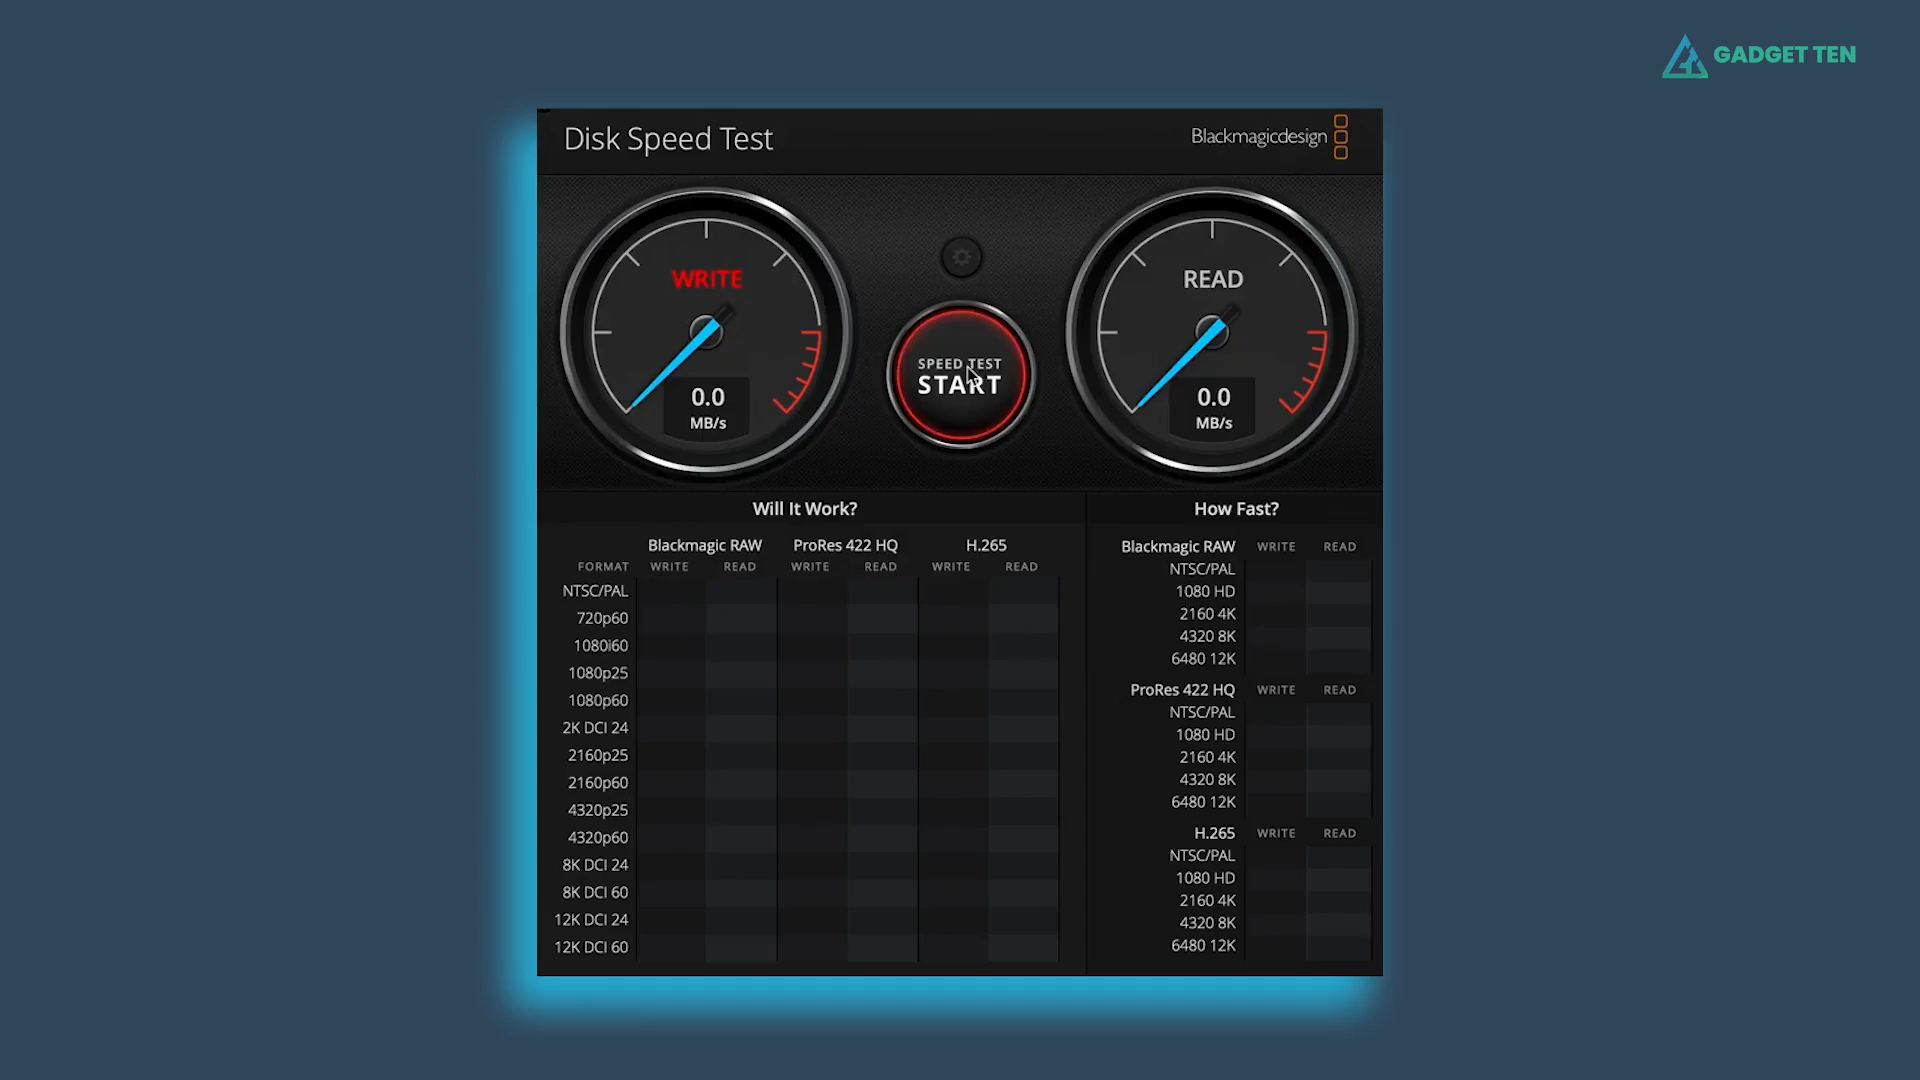 GADGET TEN
Disk Speed Test
Blackmagicdesign
WRITE
0.0
MB/s
SPEED TEST
START
READ
0.0
MB/s
Will It Work?
Blackmagic RAW ProRes 422 HQ H.265
FORMAT WRITE READ WRITE READ WRITE READ
NTSC/PAL
720p60
1080i60
1080p25
1080p60
2K DCI 24
2160p25
2160p60
4320p25
4320p60
8K DCI 24
8K DCI 60
12K DCI 24
12K DCI 60
How Fast?
Blackmagic RAW WRITE READ
NTSC/PAL
1080 HD
2160 4K
4320 8K
6480 12K
ProRes 422 HQ WRITE READ
NTSC/PAL
1080 HD
2160 4K
4320 8K
6480 12K
H.265 WRITE READ
NTSC/PAL
1080 HD
2160 4K
4320 8K
6480 12K